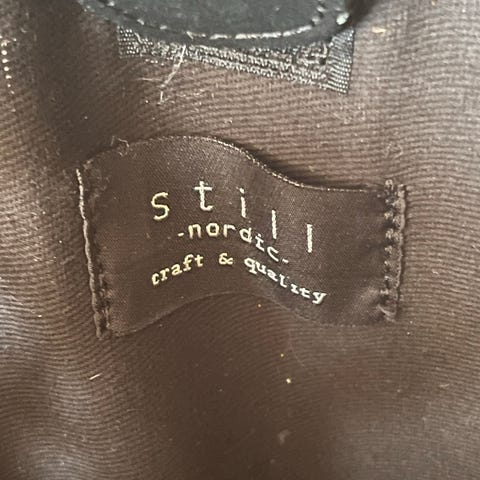 still
-nordic-
craft & quality